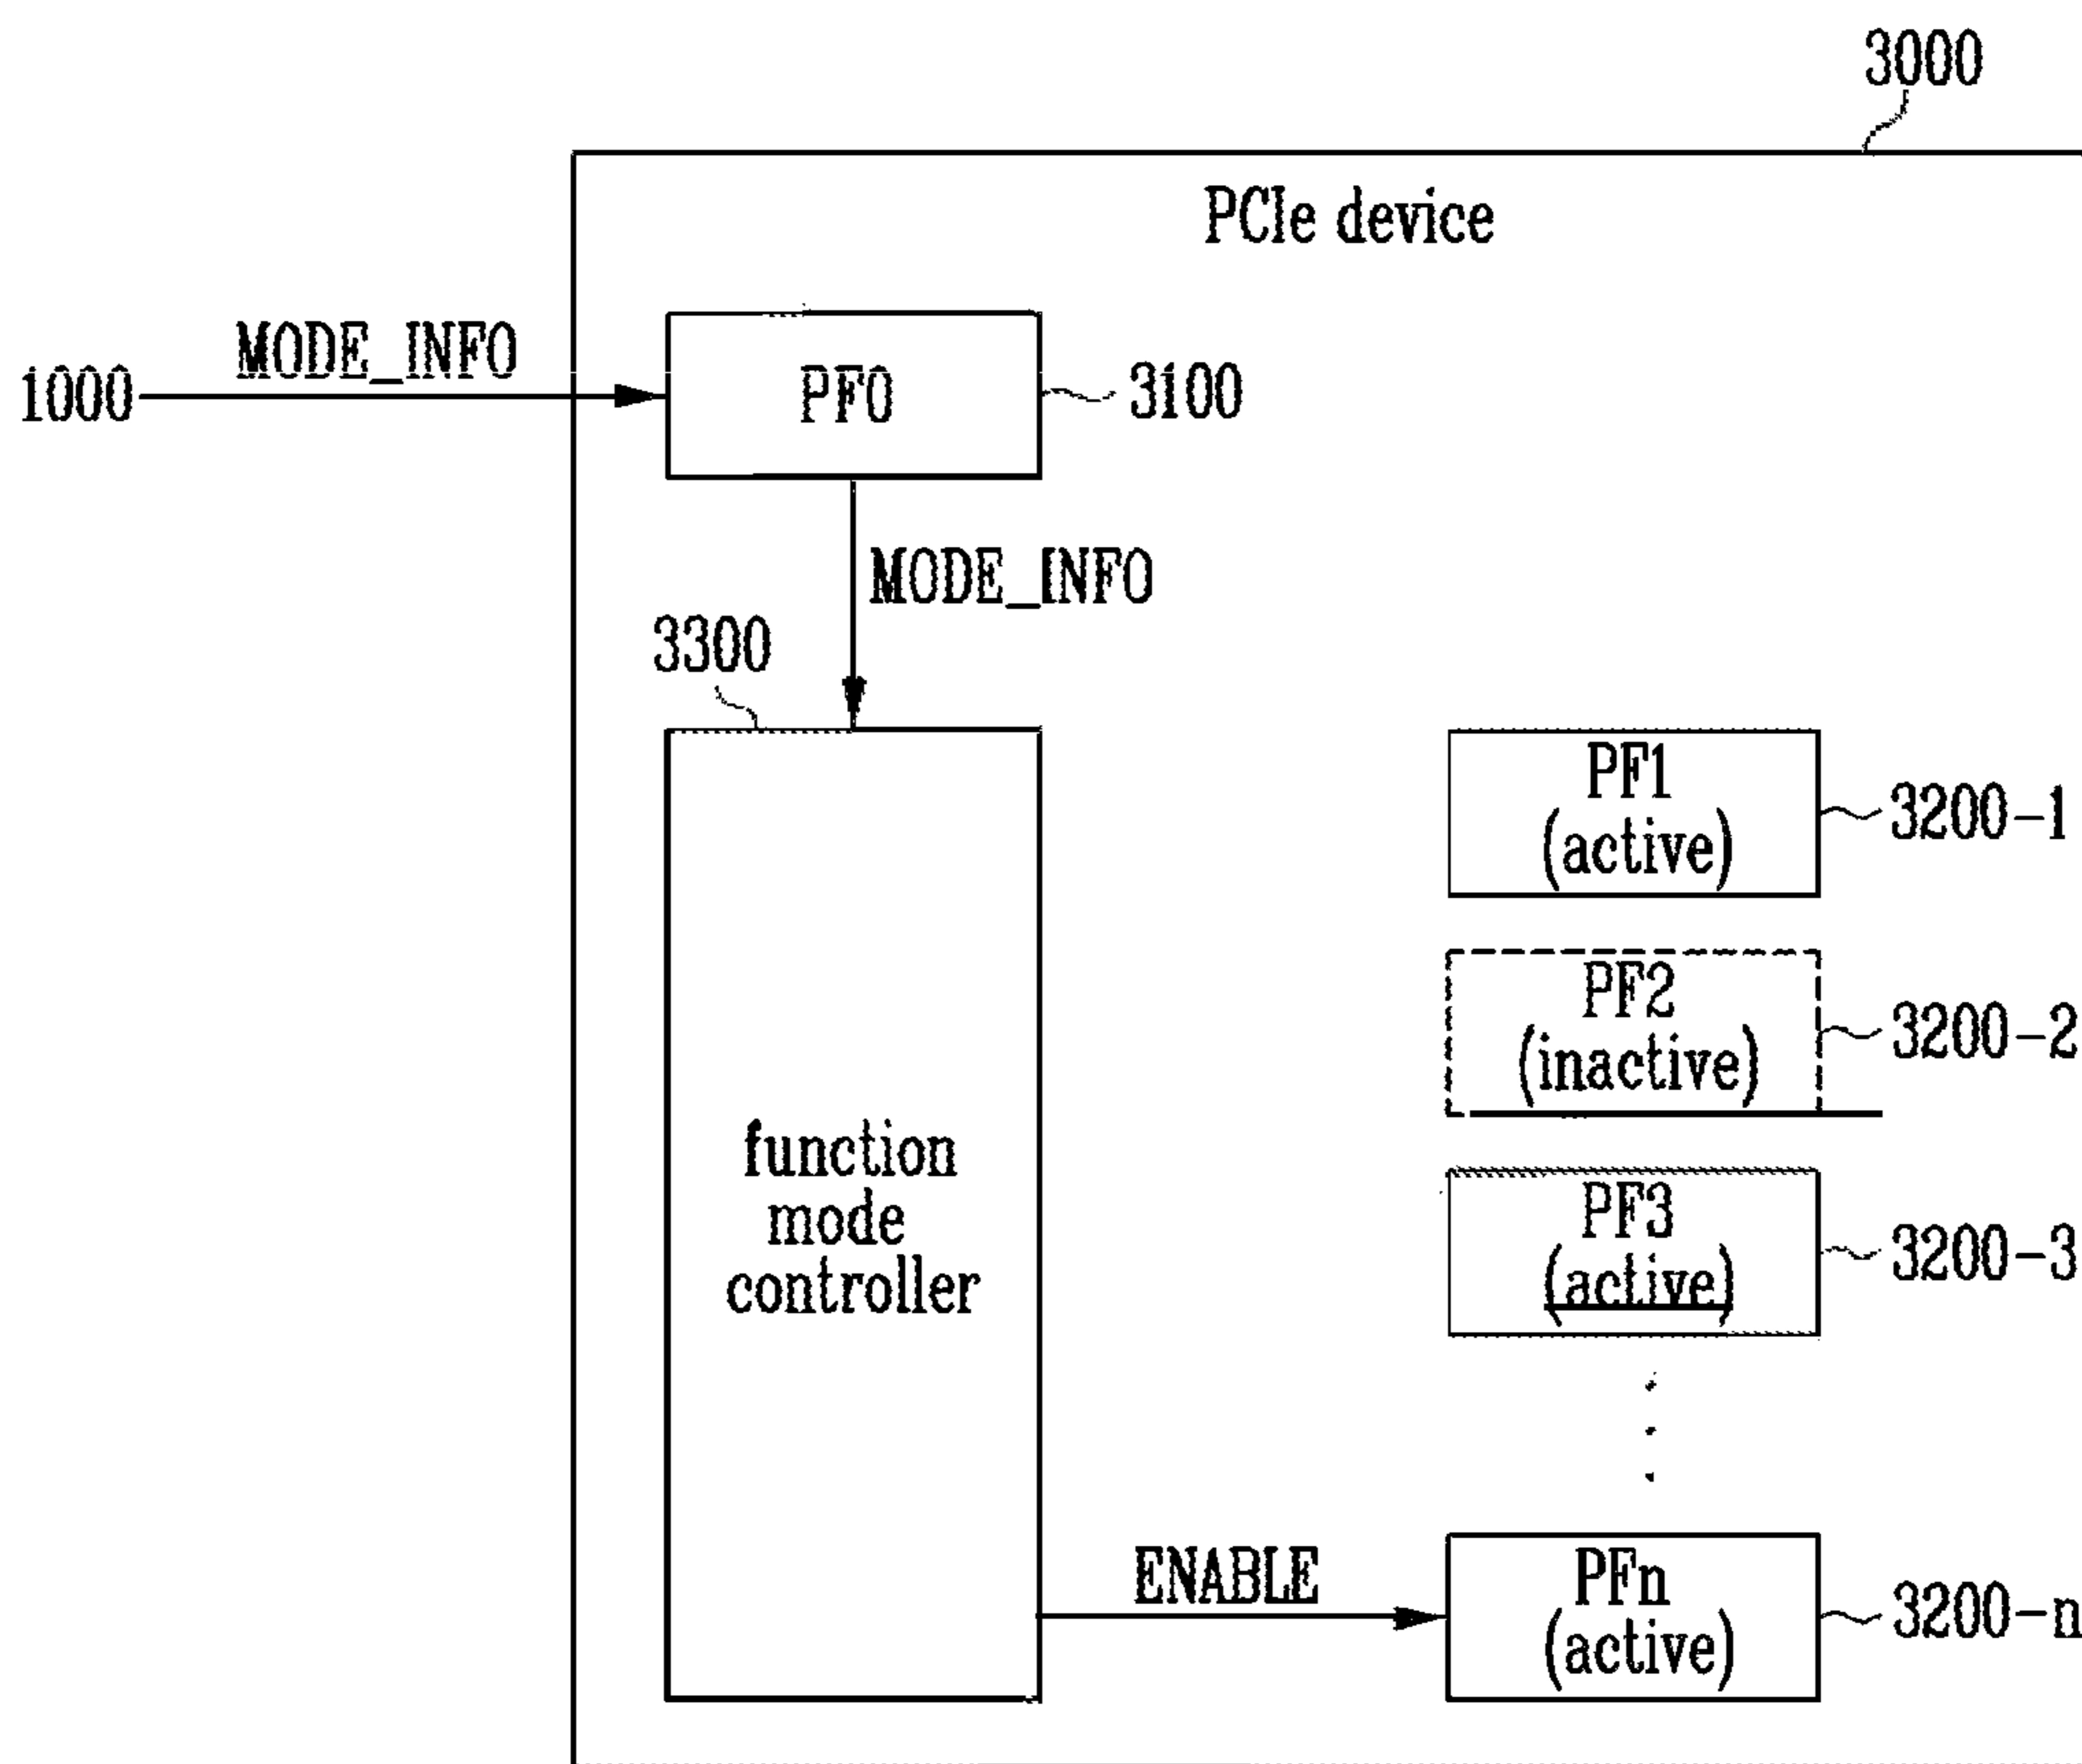 3000
PCIe device
MODE_INFO
1000
PF0
3100
MODE_INFO
3300
PF1
(active)
3200-1
PF2
(inactive)
3200-2
function
mode
controller
PF3
(active)
3200-3
ENABLE
PFn
(active)
3200-n